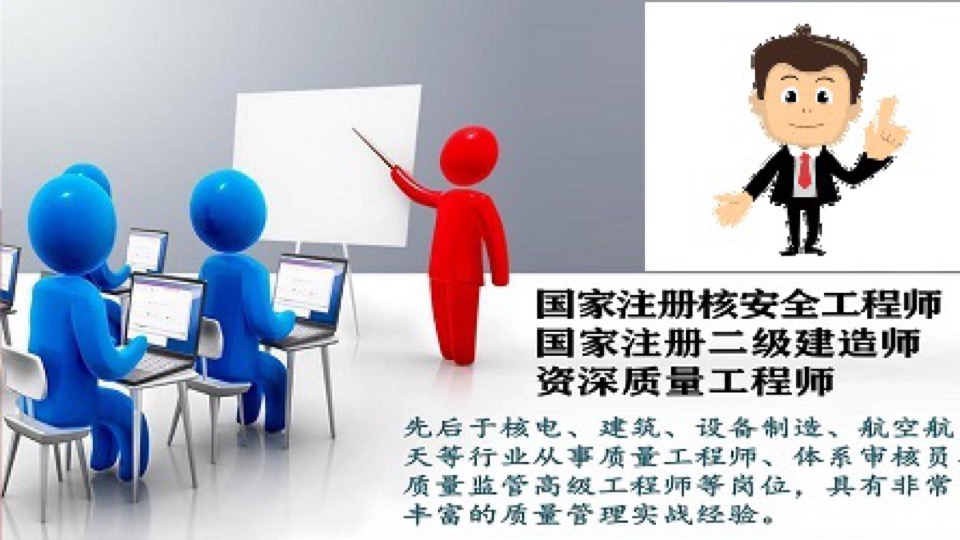 国家注册核安全工程师
国家注册二级建造师
资深质量工程师
先后于核电、建筑、设备制造、航空航
天等行业从事质量工程师、体系审核员、
质量监管高级工程师等岗位，具有非常
丰富的质量管理实战经验。